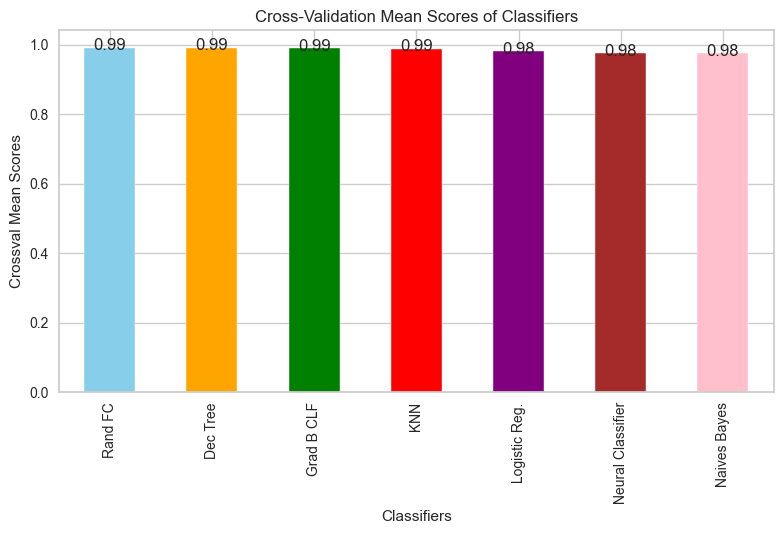 Cross-Validation Mean Scores of Classifiers
Crossval Mean Scores
1.0
0.8
0.6
0.4
0.2
0.0
0.99
0.99
0.99
0.99
0.98
0.98
0.98
Rand FC
Dec Tree
Grad B CLF
KNN
Logistic Reg.
Neural Classifier
Naives Bayes
Classifiers